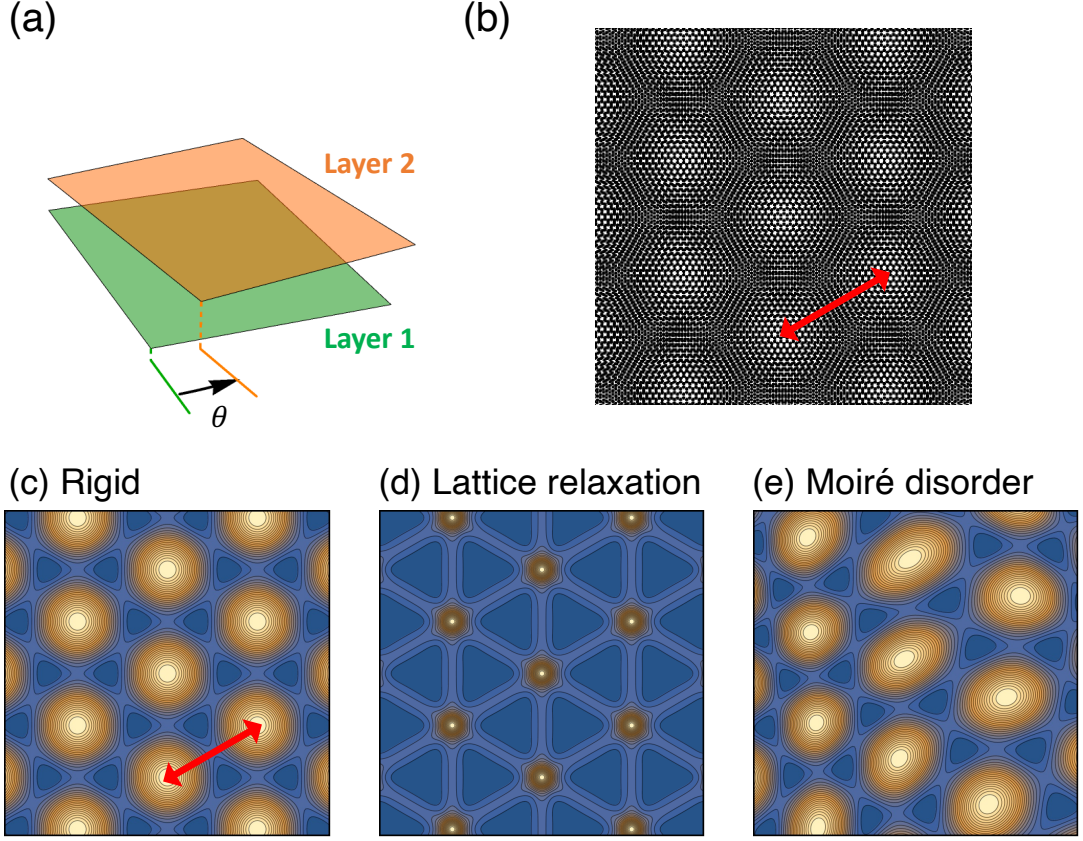 (a)
(b)
Layer 2
Layer 1
θ
(c) Rigid
(d) Lattice relaxation
(e) Moiré disorder